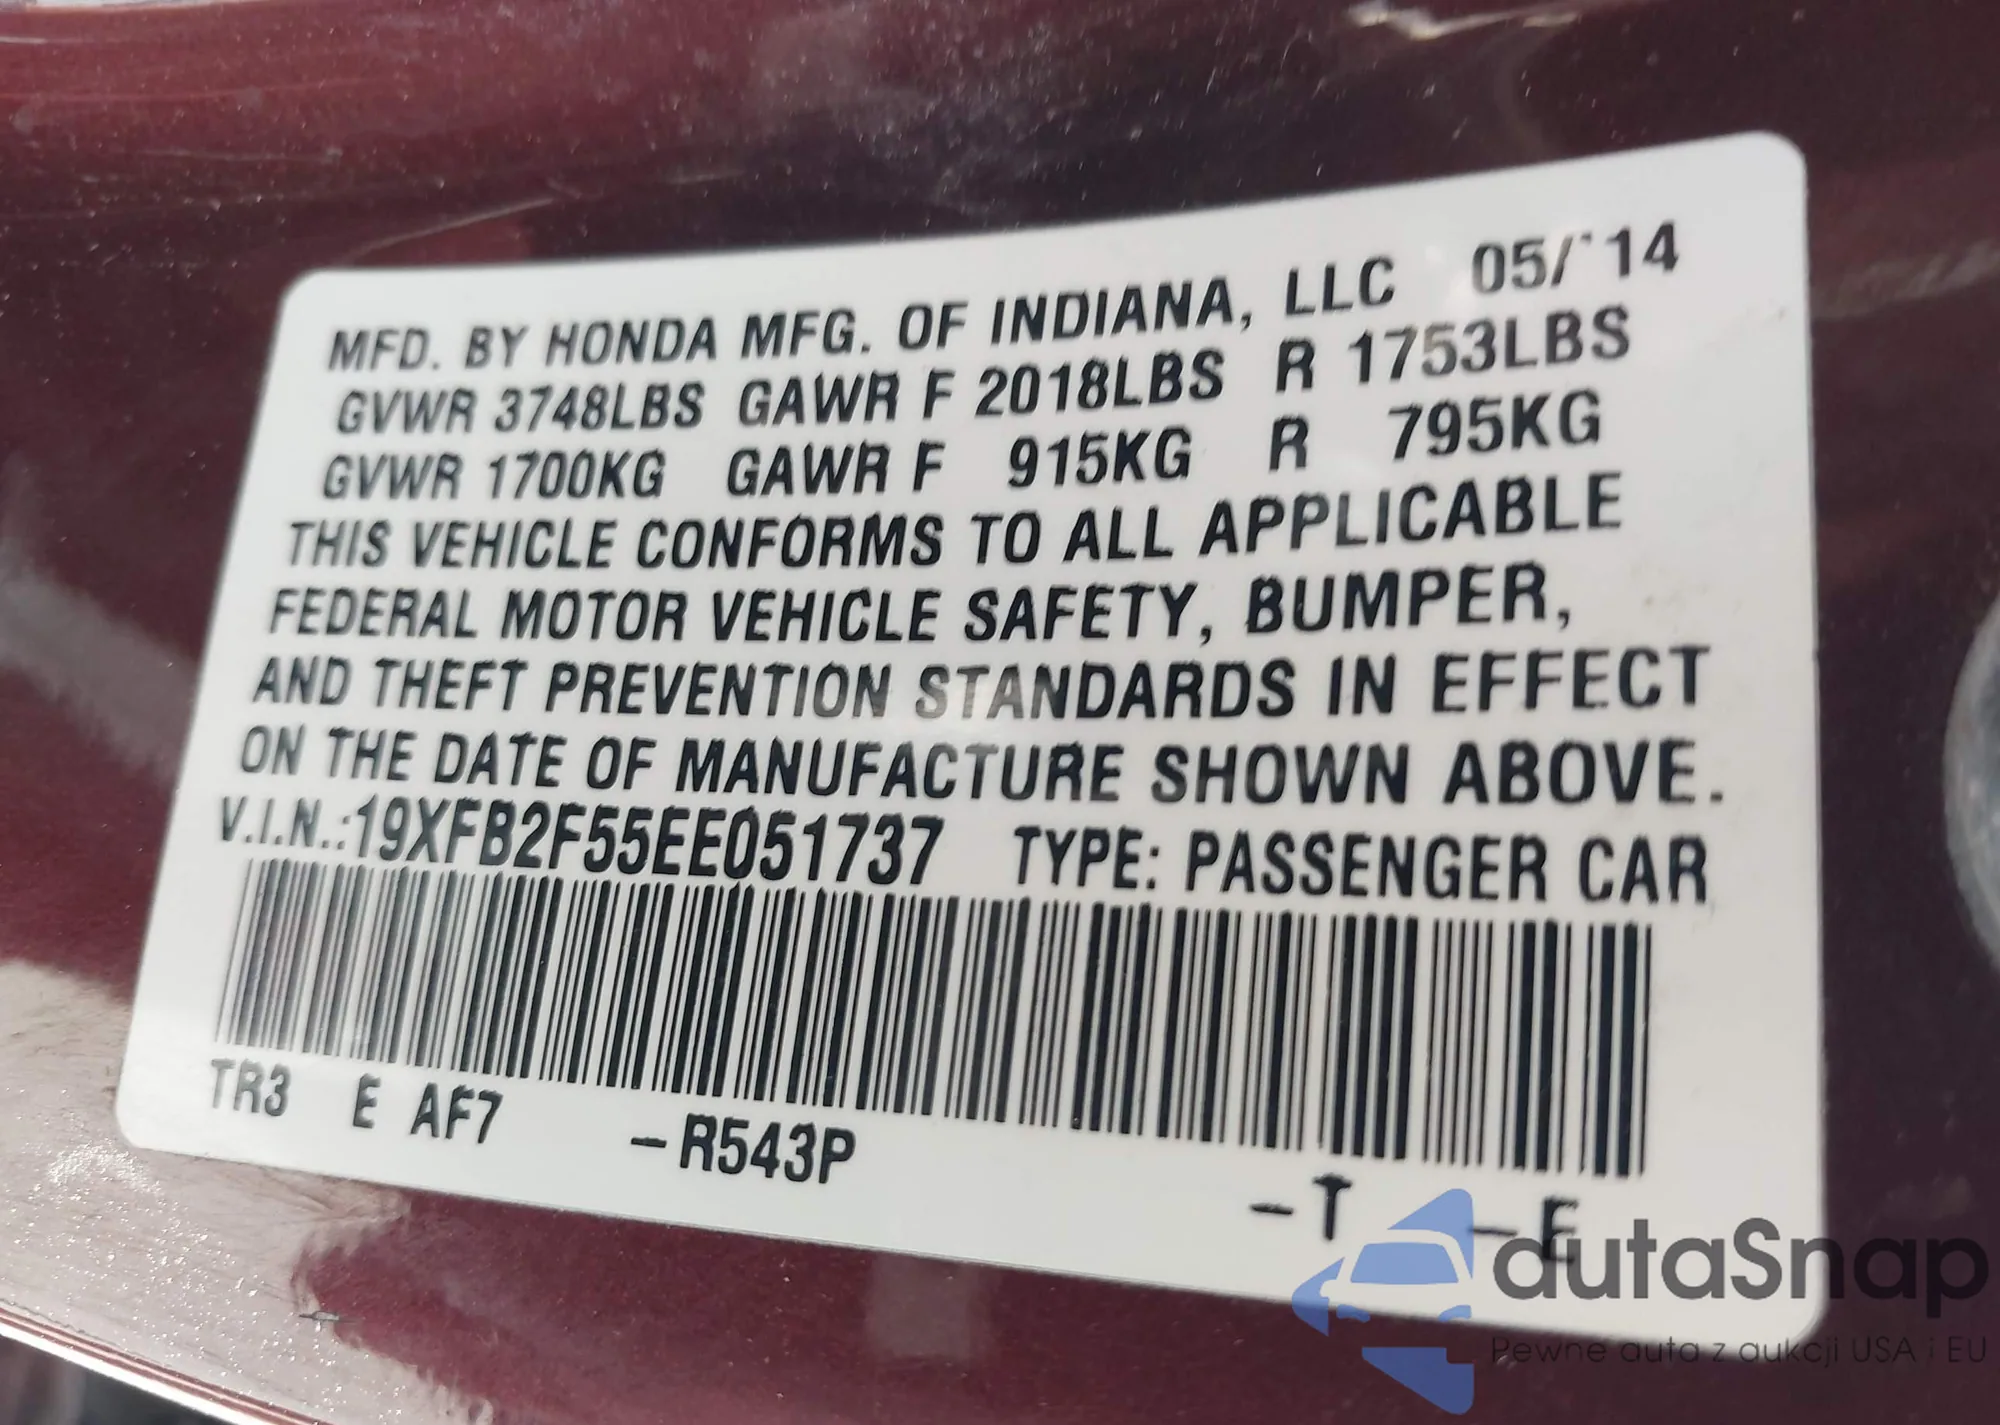 MFD. BY HONDA MFG. OF INDIANA, LLC 05/'14
GVWR 3748LBS GAWR F 2018LBS R 1753LBS
GVWR 1700KG GAWR F 915KG R 795KG
THIS VEHICLE CONFORMS TO ALL APPLICABLE
FEDERAL MOTOR VEHICLE SAFETY, BUMPER,
AND THEFT PREVENTION STANDARDS IN EFFECT
ON THE DATE OF MANUFACTURE SHOWN ABOVE.
V.I.N.:19XFB2F55EE051737 TYPE: PASSENGER CAR
TR3 E AF7 -R543P -T -E
autaSnap
Pewne auta z aukcji USA i EU